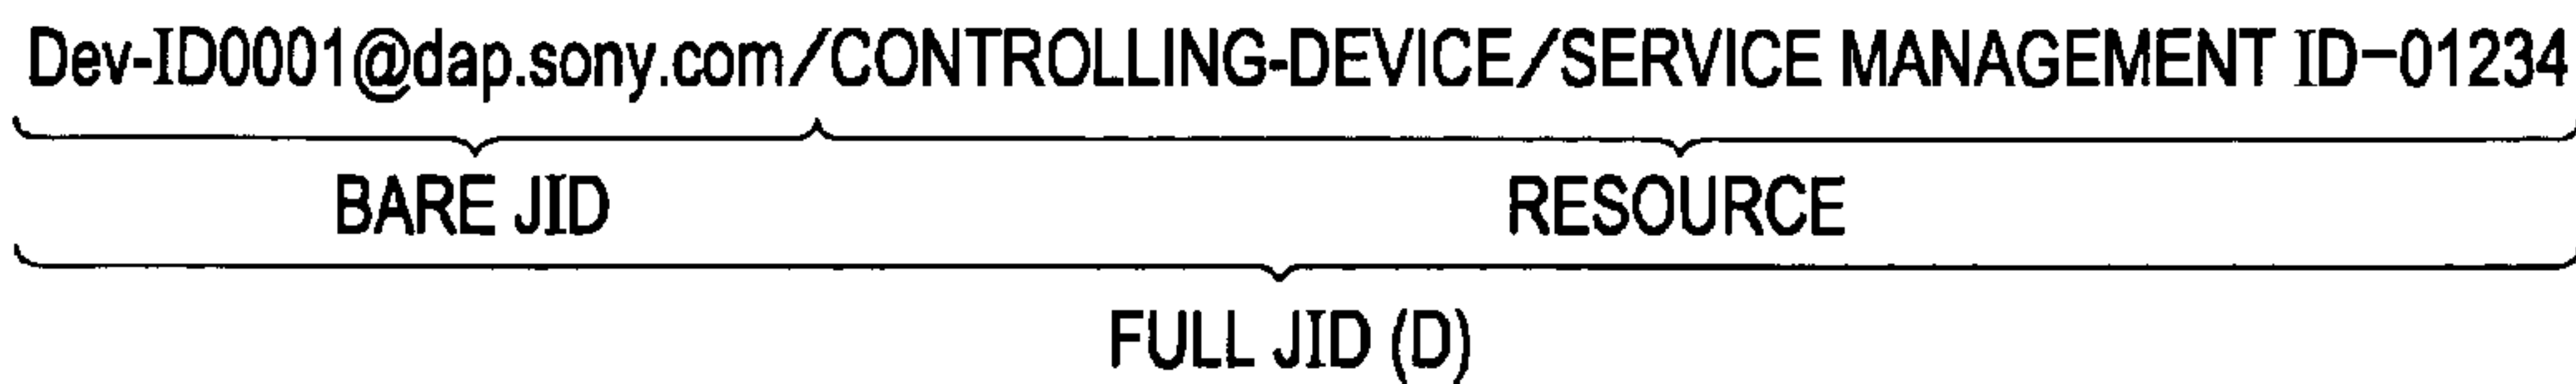 Dev-ID0001@dap.sony.com/CONTROLLING-DEVICE/SERVICE MANAGEMENT ID-01234
BARE JID RESOURCE
FULL JID (D)